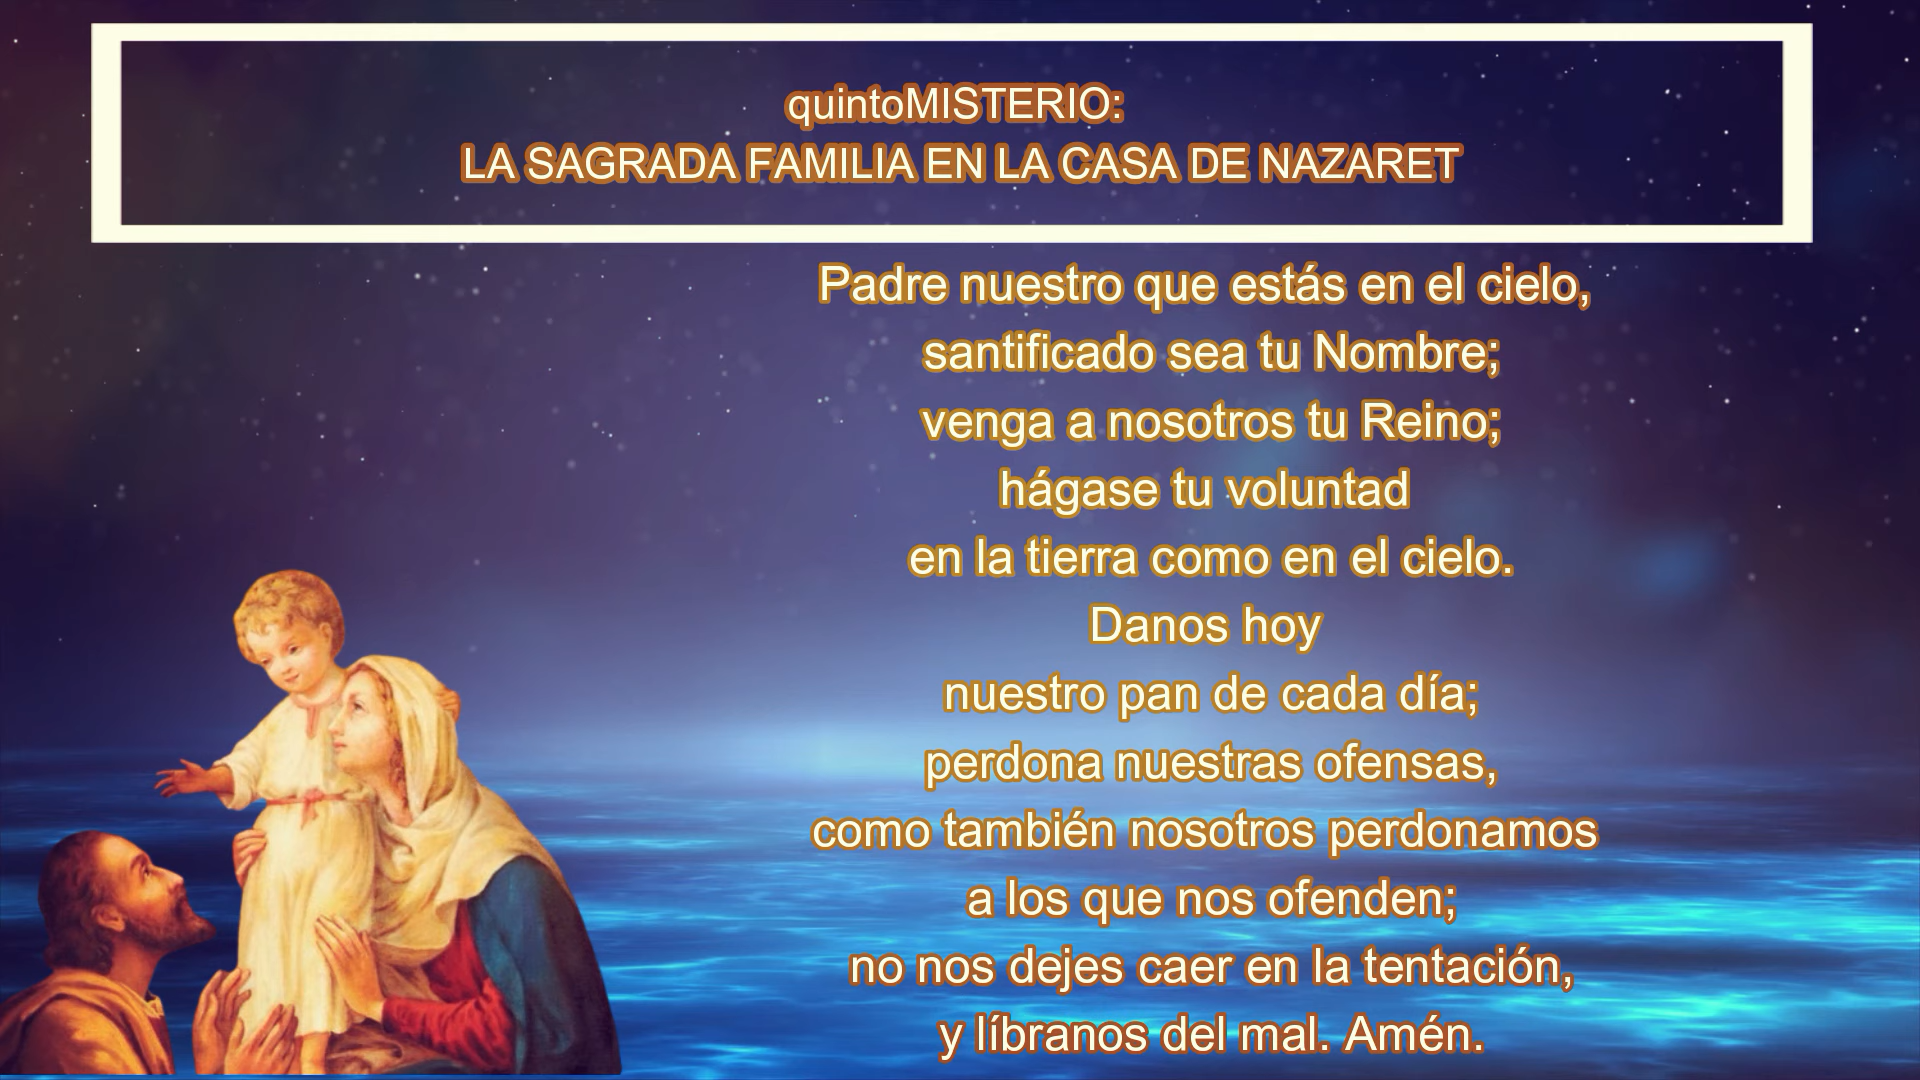 quintoMISTERIO:
LA SAGRADA FAMILIA EN LA CASA DE NAZARET
Padre nuestro que estás en el cielo,
santificado sea tu Nombre;
venga a nosotros tu Reino;
hágase tu voluntad
en la tierra como en el cielo.
Danos hoy
nuestro pan de cada día;
perdona nuestras ofensas,
como también nosotros perdonamos
a los que nos ofenden;
no nos dejes caer en la tentación,
y líbranos del mal. Amén.